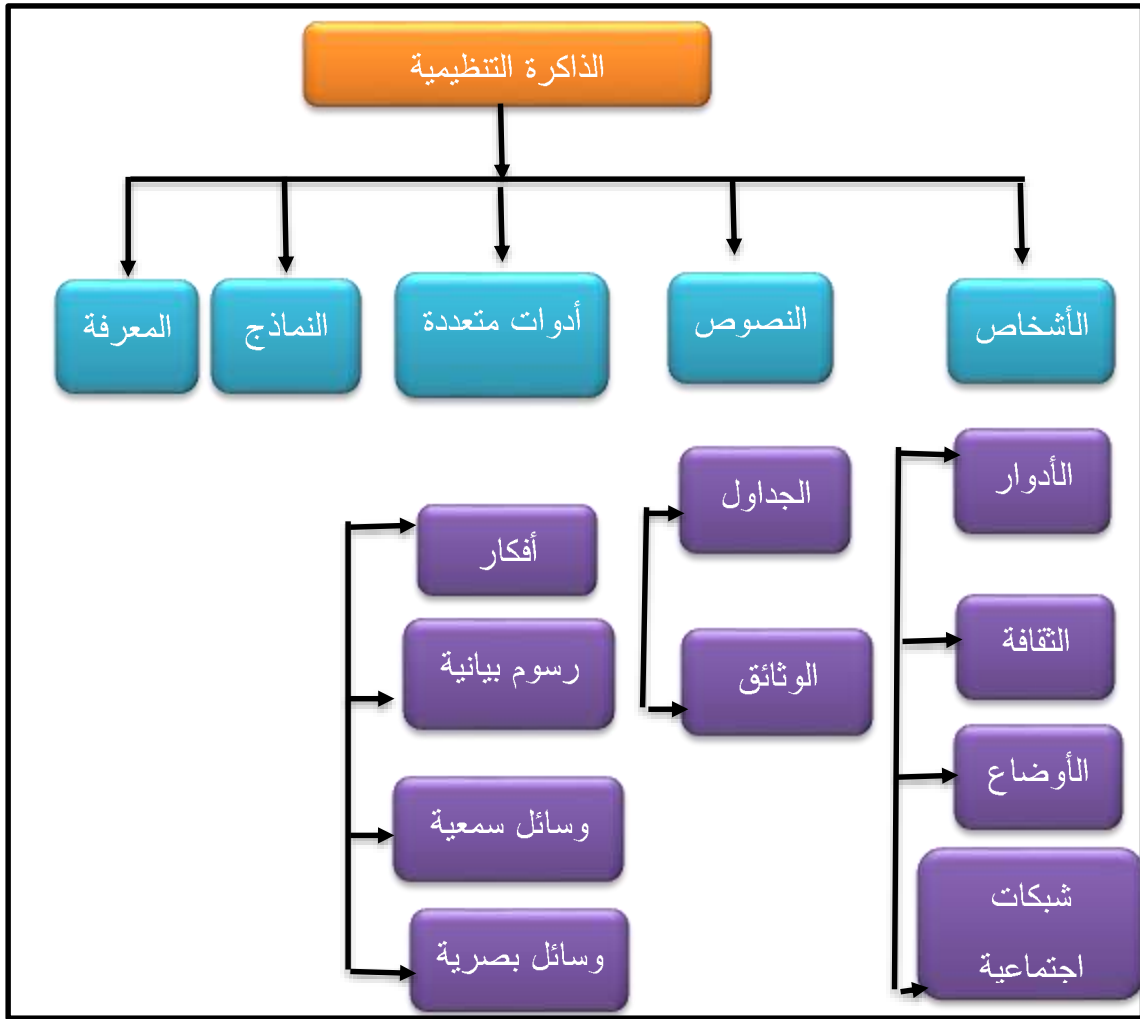 الذاكرة التنظيمية
الأشخاص
النصوص
أدوات متعددة
النماذج
المعرفة
الأدوار
الثقافة
الأوضاع
شبكات
اجتماعية
الجداول
الوثائق
أفكار
رسوم بيانية
وسائل سمعية
وسائل بصرية